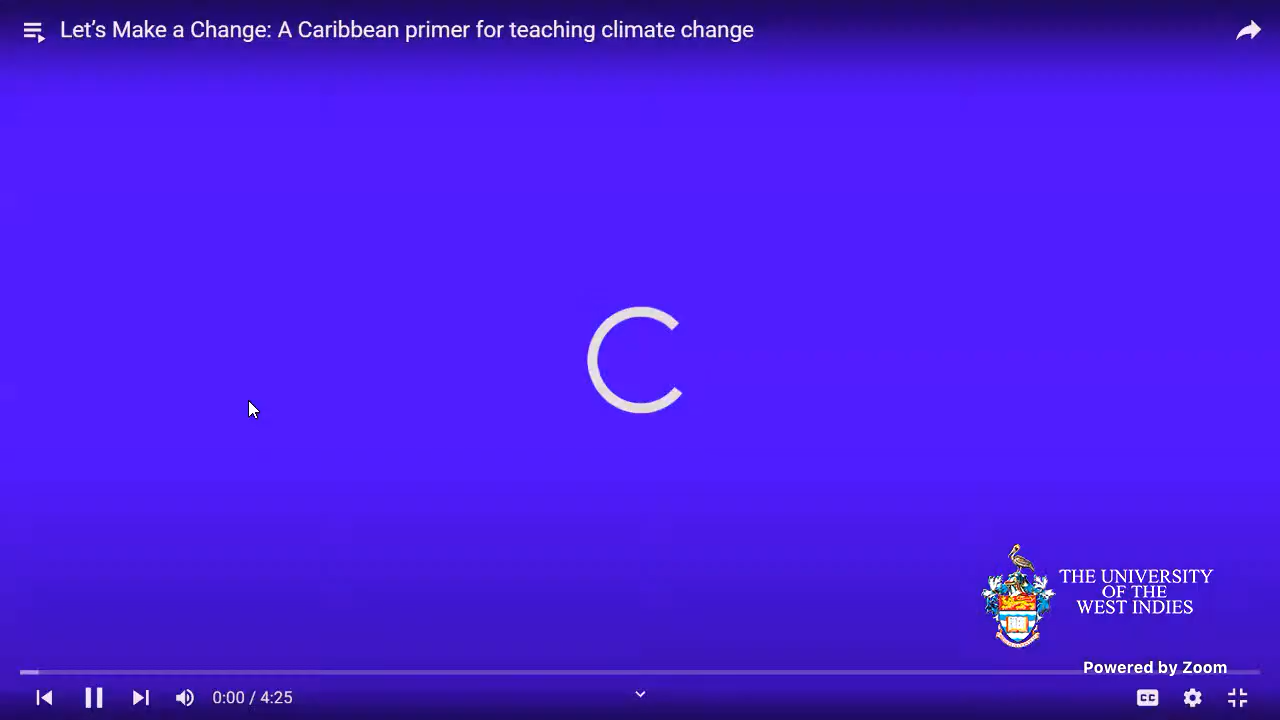 Let’s Make a Change: A Caribbean primer for teaching climate change
THE UNIVERSITY
OF THE
WEST INDIES
Powered by Zoom
0:00 / 4:25
CC